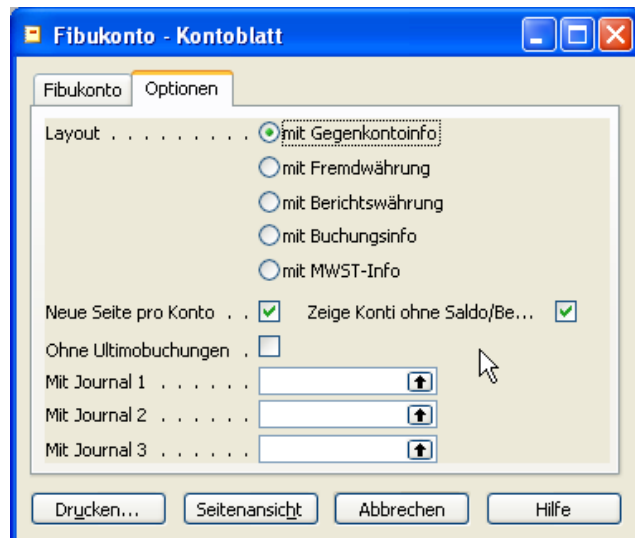 Fibukonto - Kontoblatt
Fibukonto Optionen
Layout . . . . . . . . . mit Gegenkontoinfo
mit Fremdwährung
mit Berichtswährung
mit Buchungsinfo
mit MWST-Info
Neue Seite pro Konto . . Zeige Konti ohne Saldo/Be...
Ohne Ultimobuchungen .
Mit Journal 1 . . . . . .
Mit Journal 2 . . . . . .
Mit Journal 3 . . . . . .
Drucken... Seitenansicht Abbrechen Hilfe